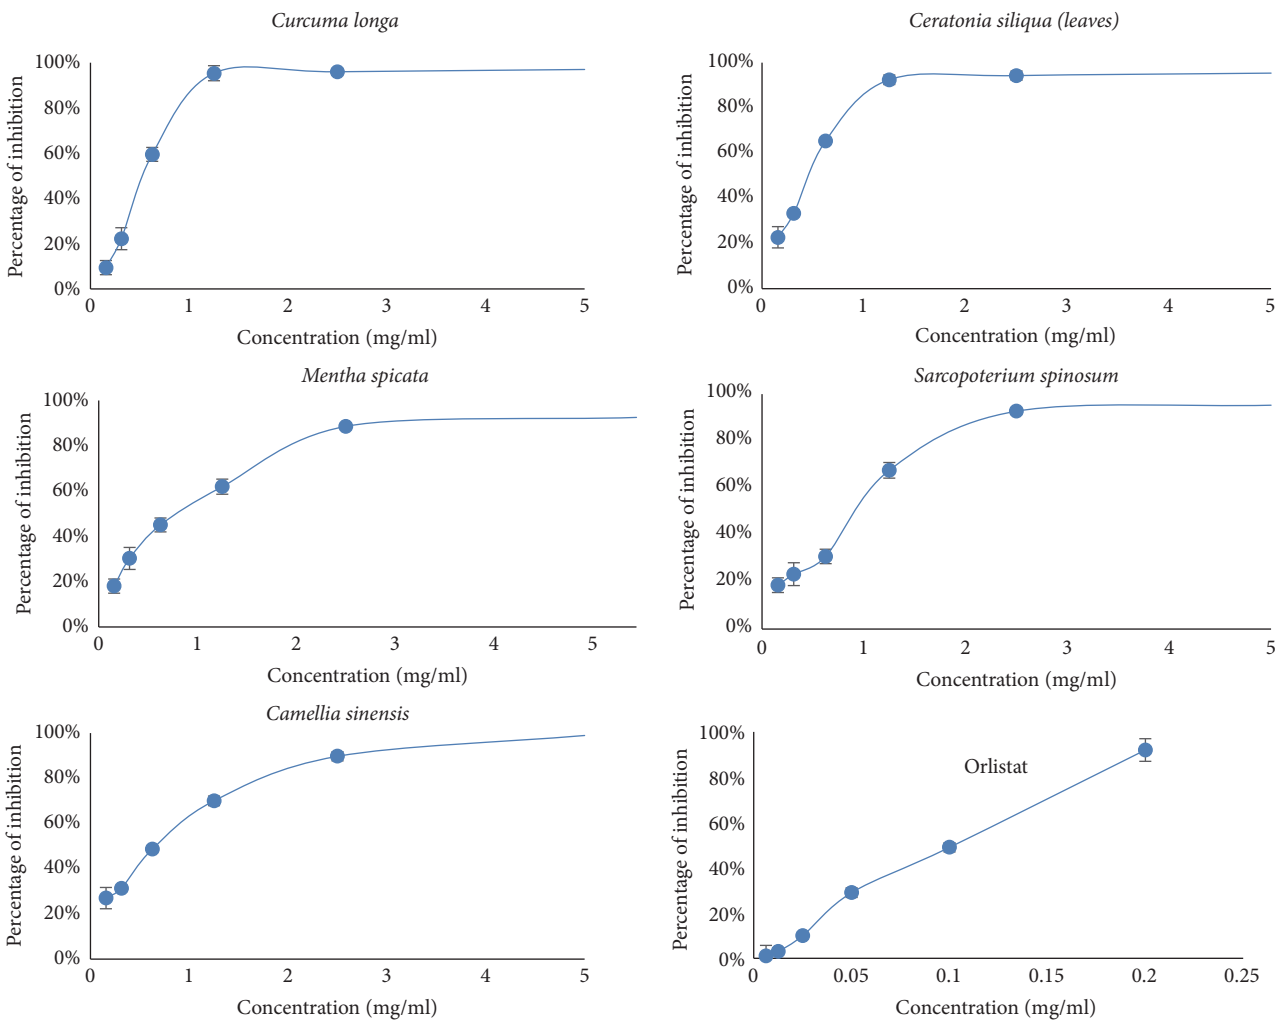 Curcuma longa
100%
80%
60%
40%
20%
0%
Percentage of inhibition
0 1 2 3 4 5
Concentration (mg/ml)
Ceratonia siliqua (leaves)
100%
80%
60%
40%
20%
0%
Percentage of inhibition
0 1 2 3 4 5
Concentration (mg/ml)
Mentha spicata
100%
80%
60%
40%
20%
0%
Percentage of inhibition
0 1 2 3 4 5
Concentration (mg/ml)
Sarcopoterium spinosum
100%
80%
60%
40%
20%
0%
Percentage of inhibition
0 1 2 3 4 5
Concentration (mg/ml)
Camellia sinensis
100%
80%
60%
40%
20%
0%
Percentage of inhibition
0 1 2 3 4 5
Concentration (mg/ml)
Orlistat
100%
80%
60%
40%
20%
0%
Percentage of inhibition
0 0.05 0.1 0.15 0.2 0.25
Concentration (mg/ml)